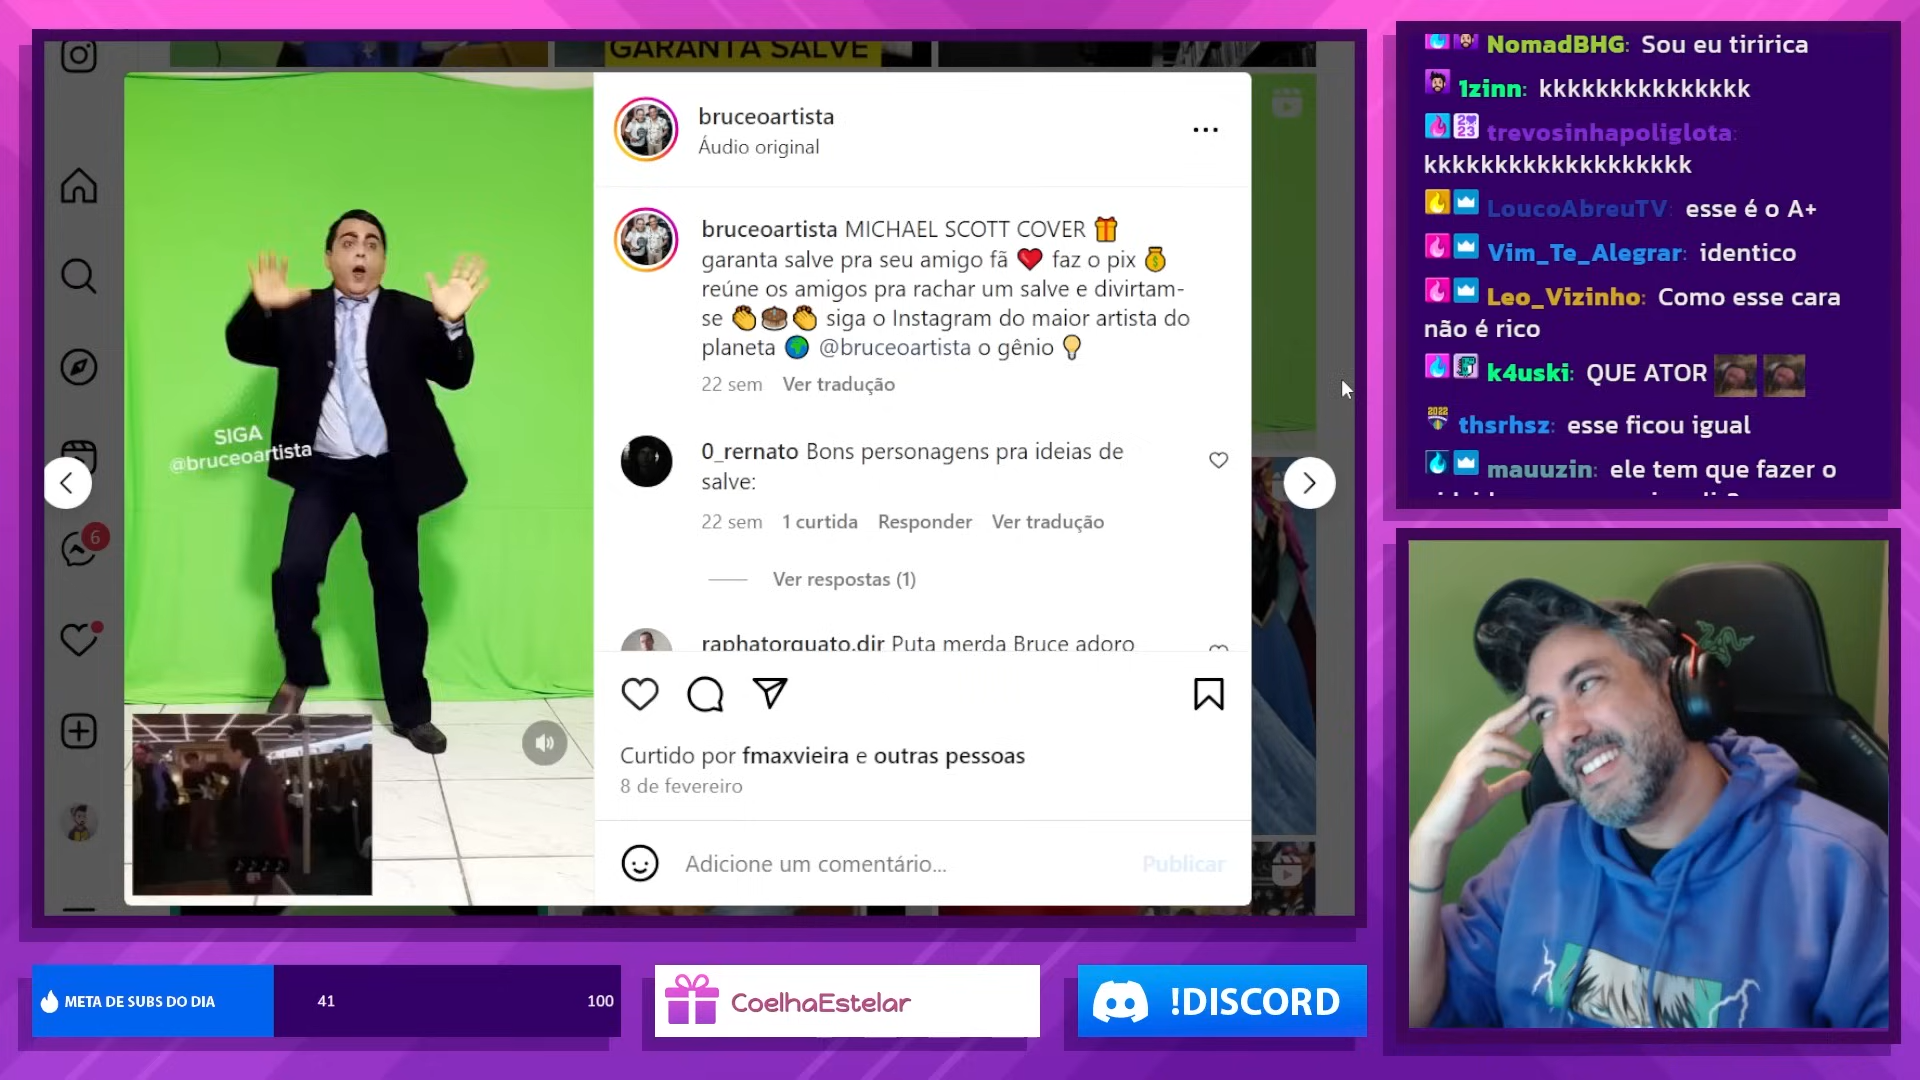 GARANTA SALVE
bruceoartista
Áudio original
bruceoartista MICHAEL SCOTT COVER 🎁
garanta salve pra seu amigo fã ❤️ faz o pix 💰
reúne os amigos pra rachar um salve e divirtam-
se 👏🎂👏 siga o Instagram do maior artista do
planeta 🌍 @bruceoartista o gênio 💡
22 sem Ver tradução
0_rernato Bons personagens pra ideias de
salve:
22 sem 1 curtida Responder Ver tradução
Ver respostas (1)
raphatorquato.dir Puta merda Bruce adoro
Curtido por fmaxvieira e outras pessoas
8 de fevereiro
Adicione um comentário...
Publicar
SIGA
@bruceoartista
6
NomadBHG: Sou eu tiririca
1zinn: kkkkkkkkkkkkkkk
2023
trevosinhapoliglota:
kkkkkkkkkkkkkkkkkkk
LoucoAbreuTV: esse é o A+
Vim_Te_Alegrar: identico
Leo_Vizinho: Como esse cara
não é rico
k4uski: QUE ATOR
2022
thsrhsz: esse ficou igual
mauuzin: ele tem que fazer o
META DE SUBS DO DIA
41
100
CoelhaEstelar
!DISCORD